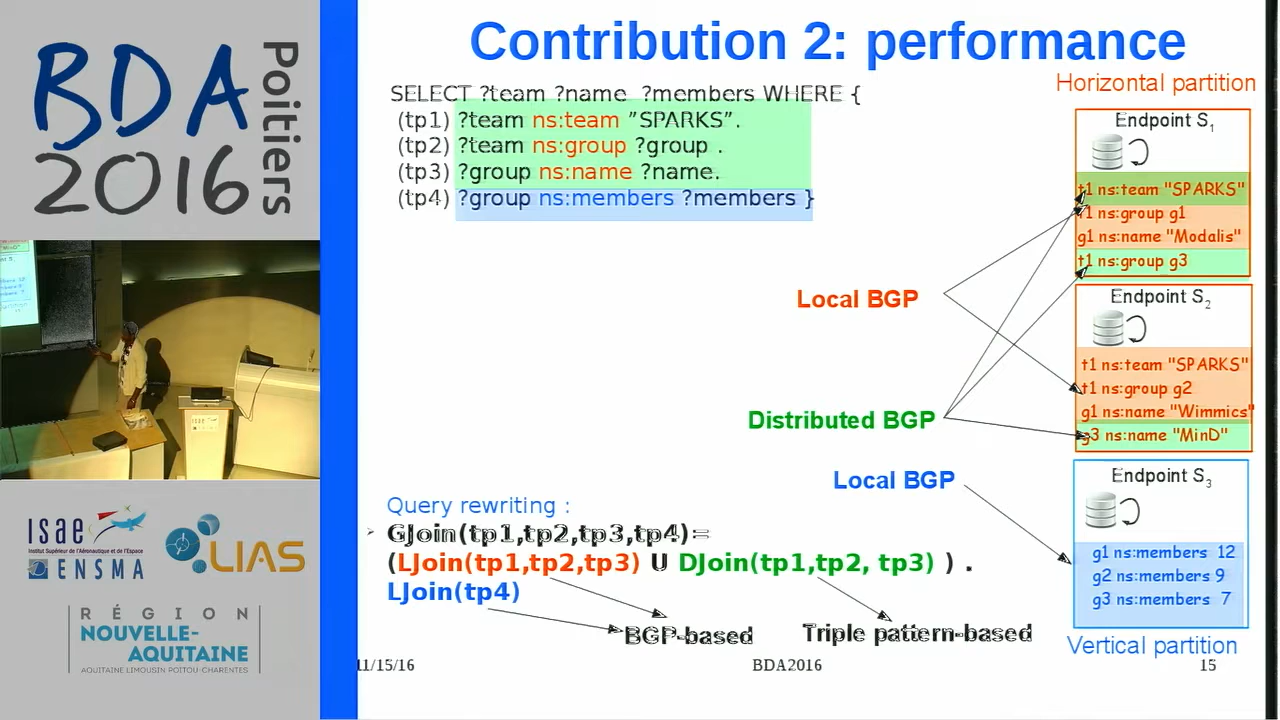 BDA
2016
Poitiers
Contribution 2: performance
SELECT ?team ?name ?members WHERE {
(tp1) ?team ns:team ”SPARKS”.
(tp2) ?team ns:group ?group .
(tp3) ?group ns:name ?name.
(tp4) ?group ns:members ?members }
Horizontal partition
Endpoint S1
t1 ns:team "SPARKS"
t1 ns:group g1
g1 ns:name "Modalis"
t1 ns:group g3
Local BGP
Endpoint S2
t1 ns:team "SPARKS"
t1 ns:group g2
g1 ns:name "Wimmics"
g3 ns:name "MinD"
Distributed BGP
Local BGP
Endpoint S3
g1 ns:members 12
g2 ns:members 9
g3 ns:members 7
Vertical partition
Query rewriting :
GJoin(tp1,tp2,tp3,tp4)=
(LJoin(tp1,tp2,tp3) U DJoin(tp1,tp2, tp3) ) .
LJoin(tp4)
BGP-based
Triple pattern-based
11/15/16
BDA2016
15
isae
Institut Supérieur de l'Aéronautique et de l'Espace
ENSMA
LIAS
RÉGION
NOUVELLE-
AQUITAINE
AQUITAINE LIMOUSIN POITOU-CHARENTES